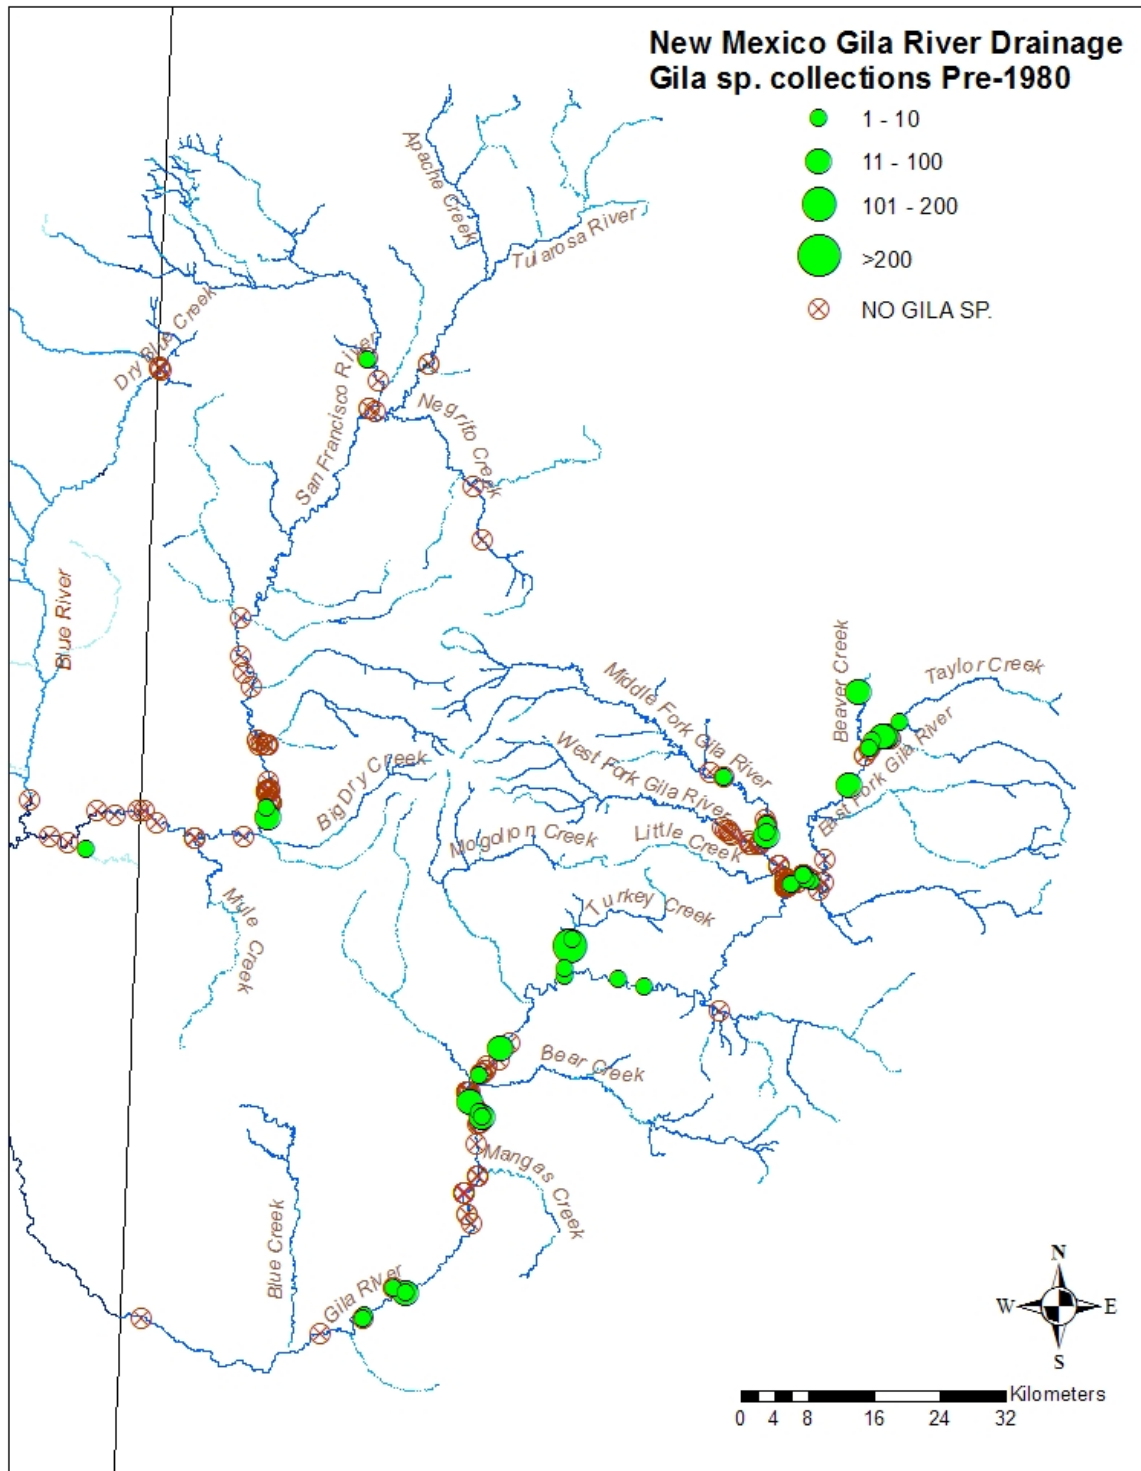 New Mexico Gila River Drainage
Gila sp. collections Pre-1980
1 - 10
11 - 100
101 - 200
>200
NO GILA SP.
Apache Creek
Tularosa River
Dry Blue Creek
San Francisco River
Negrito Creek
Blue River
Beaver Creek
Taylor Creek
Middle Fork Gila River
West Fork Gila River
East Fork Gila River
Big Dry Creek
Mogollon Creek
Little Creek
Turkey Creek
Mule Creek
Bear Creek
Mangas Creek
Blue Creek
Gila River
N
W
E
S
Kilometers
0 4 8 16 24 32